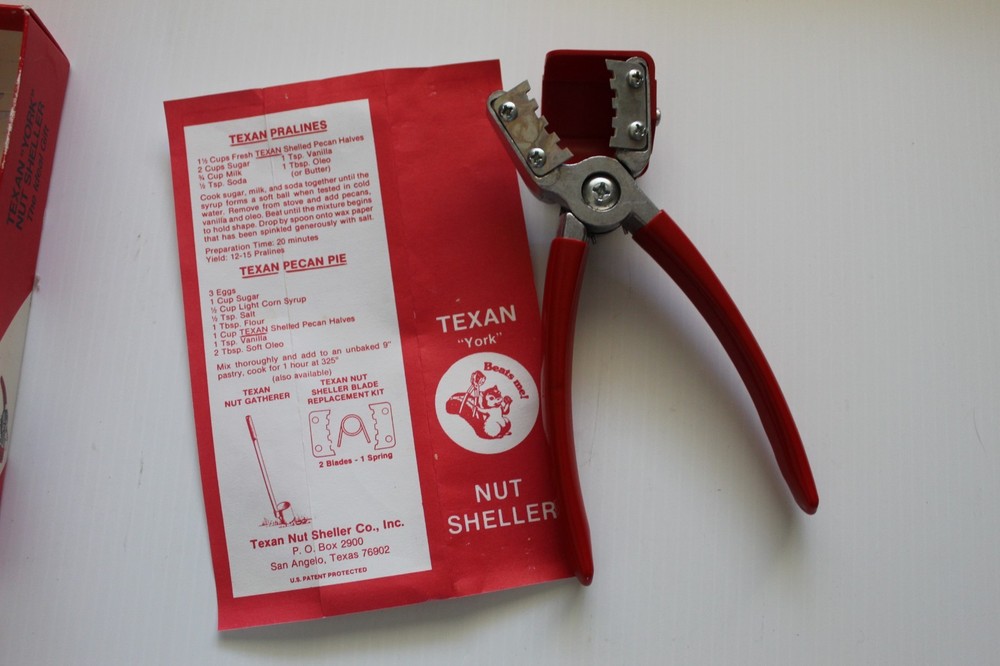 TEXAN "YORK"
NUT SHELLER
The Ideal Gift
TEXAN PRALINES
1½ Cups Fresh TEXAN Shelled Pecan Halves
2 Cups Sugar 1 Tsp. Vanilla
¾ Cup Milk 1 Tbsp. Oleo
½ Tsp. Soda (or Butter)
Cook sugar, milk, and soda together until the
syrup forms a soft ball when tested in cold
water. Remove from stove and add pecans,
vanilla and oleo. Beat until the mixture begins
to hold shape. Drop by spoon onto wax paper
that has been sprinkled generously with salt.
Preparation Time: 20 minutes
Yield: 12-15 Pralines
TEXAN PECAN PIE
3 Eggs
1 Cup Sugar
½ Cup Light Corn Syrup
½ Tsp. Salt
1 Tbsp. Flour
1 Cup TEXAN Shelled Pecan Halves
1 Tsp. Vanilla
2 Tbsp. Soft Oleo
Mix thoroughly and add to an unbaked 9"
pastry, cook for 1 hour at 325°
(also available)
TEXAN
NUT GATHERER
TEXAN NUT
SHELLER BLADE
REPLACEMENT KIT
2 Blades - 1 Spring
Texan Nut Sheller Co., Inc.
P. O. Box 2900
San Angelo, Texas 76902
U.S. PATENT PROTECTED
TEXAN
"York"
Beats me!
NUT
SHELLER